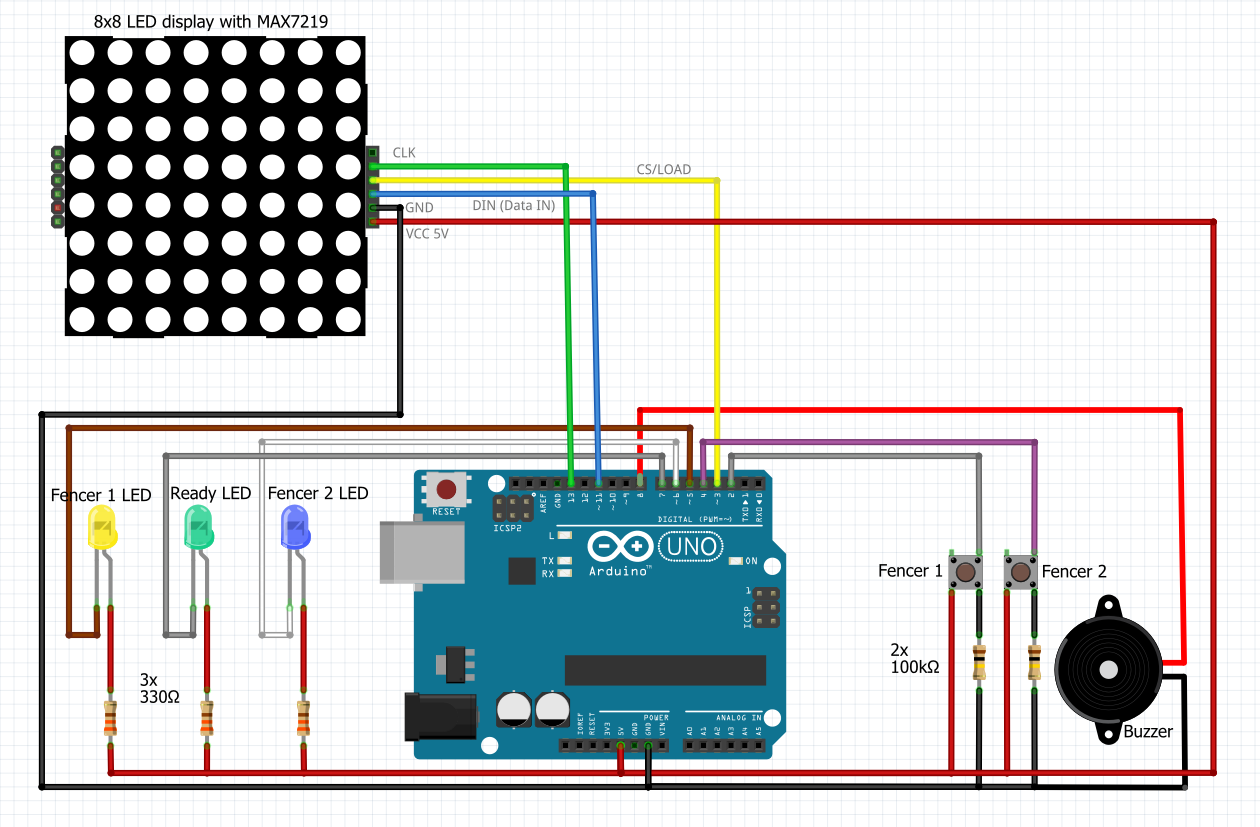 8x8 LED display with MAX7219
CLK
CS/LOAD
DIN (Data IN)
GND
VCC 5V
Fencer 1 LED
Ready LED
Fencer 2 LED
3x
330Ω
RESET
ICSP2
AREF
GND
13
12
~11
~10
~9
8
7
~6
~5
4
~3
2
TXD▶1
RXD◀0
DIGITAL (PWM=~)
L
TX
RX
Arduino™
UNO
ON
1
ICSP
IOREF
RESET
3V3
5V
GND
GND
VIN
POWER
ANALOG IN
A0
A1
A2
A3
A4
A5
Fencer 1
Fencer 2
2x
100kΩ
Buzzer